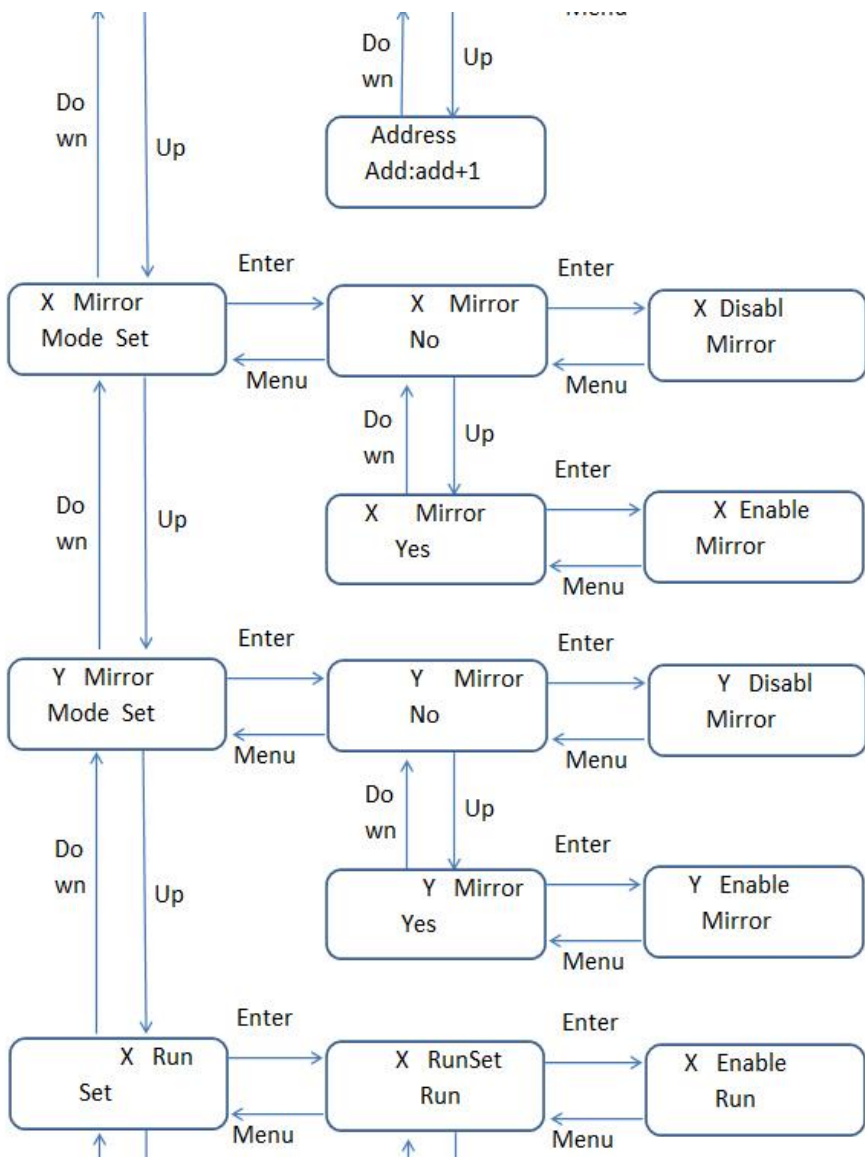 Menu
Do
wn
Up
Do
wn
Up
Address
Add:add+1
Enter
Enter
X Mirror
Mode Set
X Mirror
No
X Disabl
Mirror
Menu
Menu
Do
wn
Up
Do
wn
Up
Enter
X Mirror
Yes
X Enable
Mirror
Menu
Enter
Enter
Y Mirror
Mode Set
Y Mirror
No
Y Disabl
Mirror
Menu
Menu
Do
wn
Up
Do
wn
Up
Enter
Y Mirror
Yes
Y Enable
Mirror
Menu
Enter
Enter
X Run
Set
X RunSet
Run
X Enable
Run
Menu
Menu